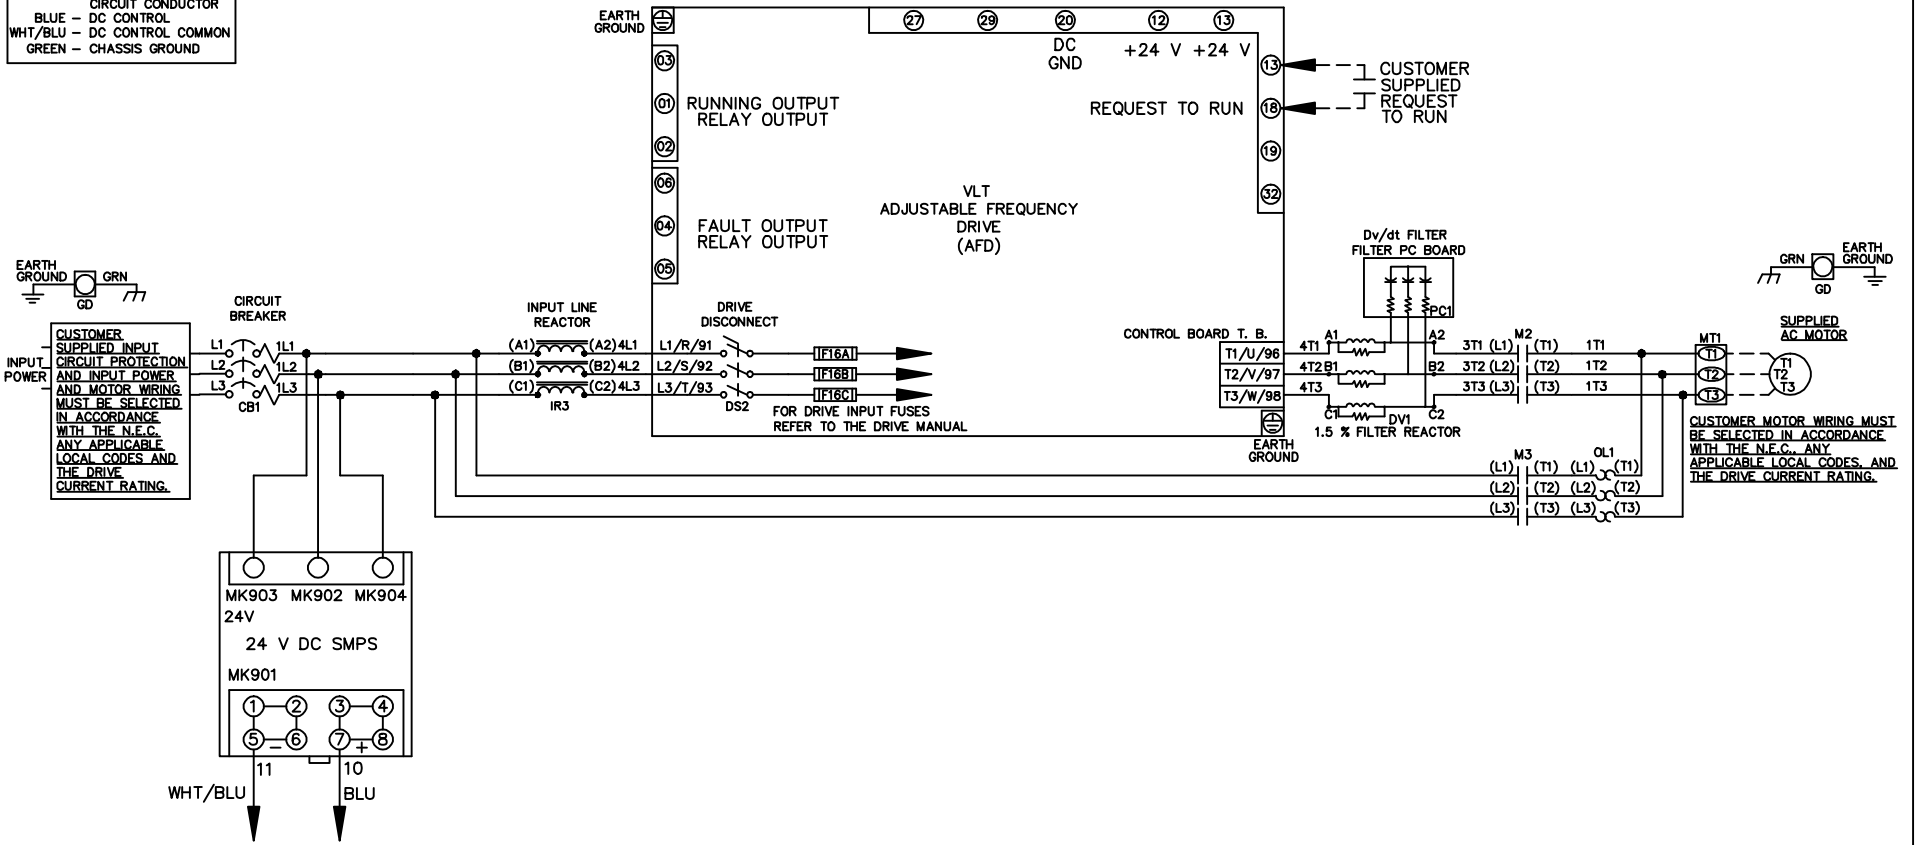 CIRCUIT CONDUCTOR
BLUE – DC CONTROL
WHT/BLU – DC CONTROL COMMON
GREEN – CHASSIS GROUND
EARTH
GROUND
27 29 20 12 13
DC
GND
+24 V +24 V
03
01
02
RUNNING OUTPUT
RELAY OUTPUT
06
04
05
FAULT OUTPUT
RELAY OUTPUT
13
REQUEST TO RUN 18
19
32
CUSTOMER
SUPPLIED
REQUEST
TO RUN
VLT
ADJUSTABLE FREQUENCY
DRIVE
(AFD)
EARTH
GROUND
GRN
GD
INPUT
POWER
CUSTOMER
SUPPLIED INPUT
CIRCUIT PROTECTION
AND INPUT POWER
AND MOTOR WIRING
MUST BE SELECTED
IN ACCORDANCE
WITH THE N.E.C.
ANY APPLICABLE
LOCAL CODES AND
THE DRIVE
CURRENT RATING.
CIRCUIT
BREAKER
L1 1L1
L2 1L2
L3 1L3
CB1
INPUT LINE
REACTOR
(A1) (A2) 4L1
(B1) (B2) 4L2
(C1) (C2) 4L3
IR3
DRIVE
DISCONNECT
L1/R/91
L2/S/92
L3/T/93
DS2
F16A
F16B
F16C
FOR DRIVE INPUT FUSES
REFER TO THE DRIVE MANUAL
CONTROL BOARD T. B.
T1/U/96
T2/V/97
T3/W/98
EARTH
GROUND
Dv/dt FILTER
FILTER PC BOARD
PC1
4T1 A1 A2
4T2 B1 B2
4T3 C1 C2
DV1
1.5 % FILTER REACTOR
M2
3T1 (L1) (T1) 1T1
3T2 (L2) (T2) 1T2
3T3 (L3) (T3) 1T3
M3 OL1
(L1) (T1) (L1) (T1)
(L2) (T2) (L2) (T2)
(L3) (T3) (L3) (T3)
GRN
GD
EARTH
GROUND
SUPPLIED
AC MOTOR
MT1
T1
T2
T3
T1
T2
T3
CUSTOMER MOTOR WIRING MUST
BE SELECTED IN ACCORDANCE
WITH THE N.E.C., ANY
APPLICABLE LOCAL CODES, AND
THE DRIVE CURRENT RATING.
MK903 MK902 MK904
24V
24 V DC SMPS
MK901
1 2 3 4
5 – 6 7 + 8
11 10
WHT/BLU BLU